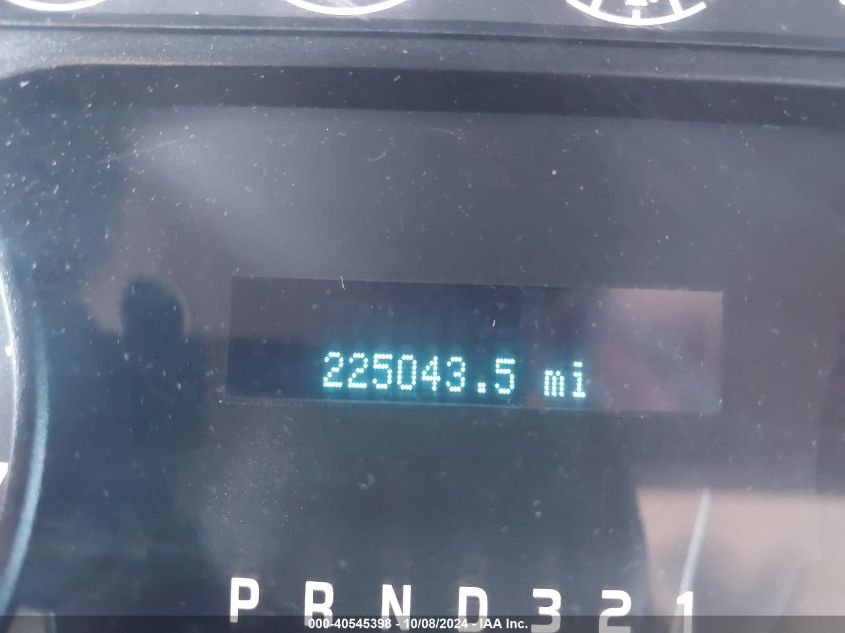 225043.5 mi
P R N D 3 2 1
000-40545398 - 10/08/2024 - IAA Inc.